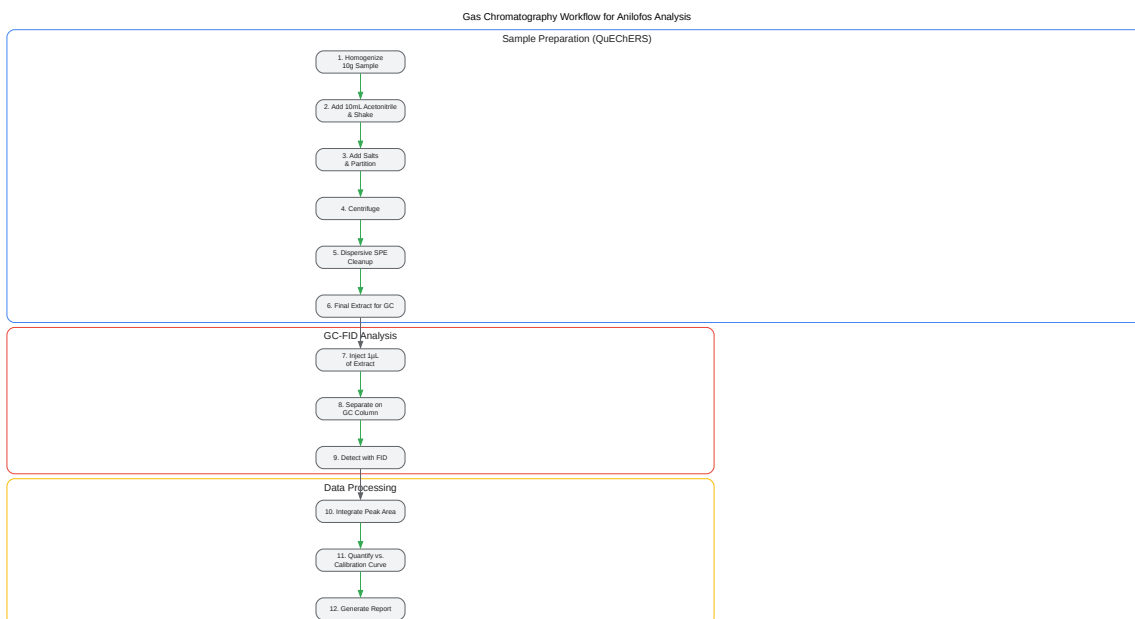 Gas Chromatography Workflow for Anilofos Analysis
Sample Preparation (QuEChERS)
1. Homogenize
10g Sample
2. Add 10mL Acetonitrile
& Shake
3. Add Salts
& Partition
4. Centrifuge
5. Dispersive SPE
Cleanup
6. Final Extract for GC
GC-FID Analysis
7. Inject 1µL
of Extract
8. Separate on
GC Column
9. Detect with FID
Data Processing
10. Integrate Peak Area
11. Quantify vs.
Calibration Curve
12. Generate Report